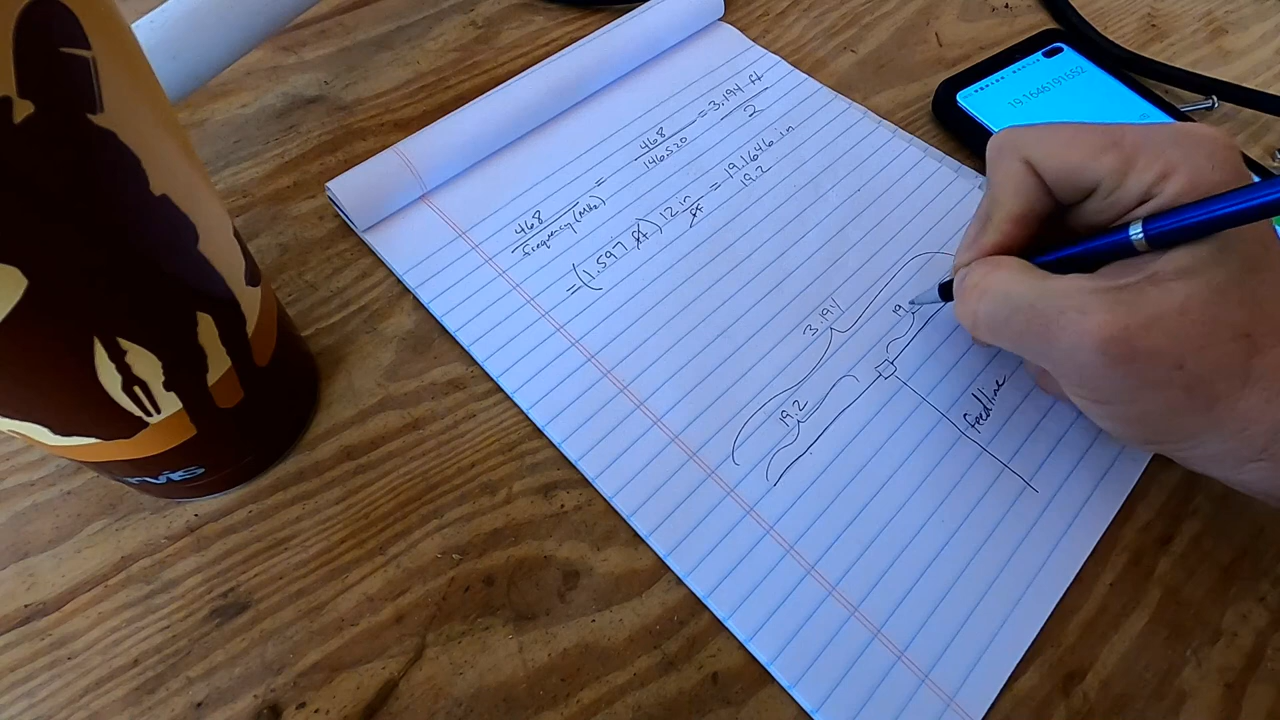 468 / frequency(MHz) = 468 / 146.520 = 3.194 ft / 2
= (1.597 ft) 12 in / ft = 19.1646 in
19.2
3.194
19.2
19
feedline
19.1646191652